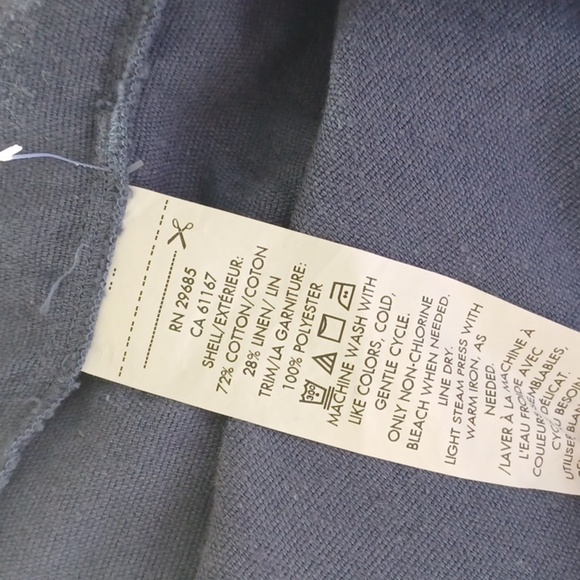 RN 29685
CA 61167
SHELL/EXTÉRIEUR:
72% COTTON/COTON
28% LINEN/ LIN
TRIM/LA GARNITURE:
100% POLYESTER
MACHINE WASH WITH
LIKE COLORS, COLD,
GENTLE CYCLE.
ONLY NON-CHLORINE
BLEACH WHEN NEEDED.
LINE DRY.
LIGHT STEAM PRESS WITH
WARM IRON, AS
NEEDED.
/LAVER À LA MACHINE À
L'EAU FROIDE AVEC
COULEURS SEMBLABLES,
CYCLE DÉLICAT.
BESOIN